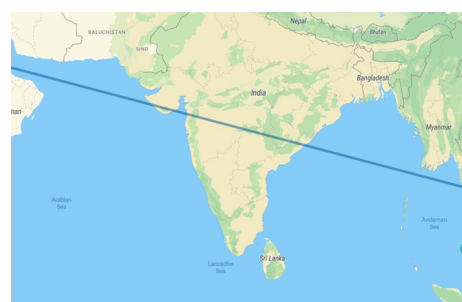 Nepal
BALUCHISTAN
Bhutan
SIND
Bangladesh
India
man
Myanmar
Arabian
Sea
Andaman
Sea
Sri Lanka
Laccadive
Sea